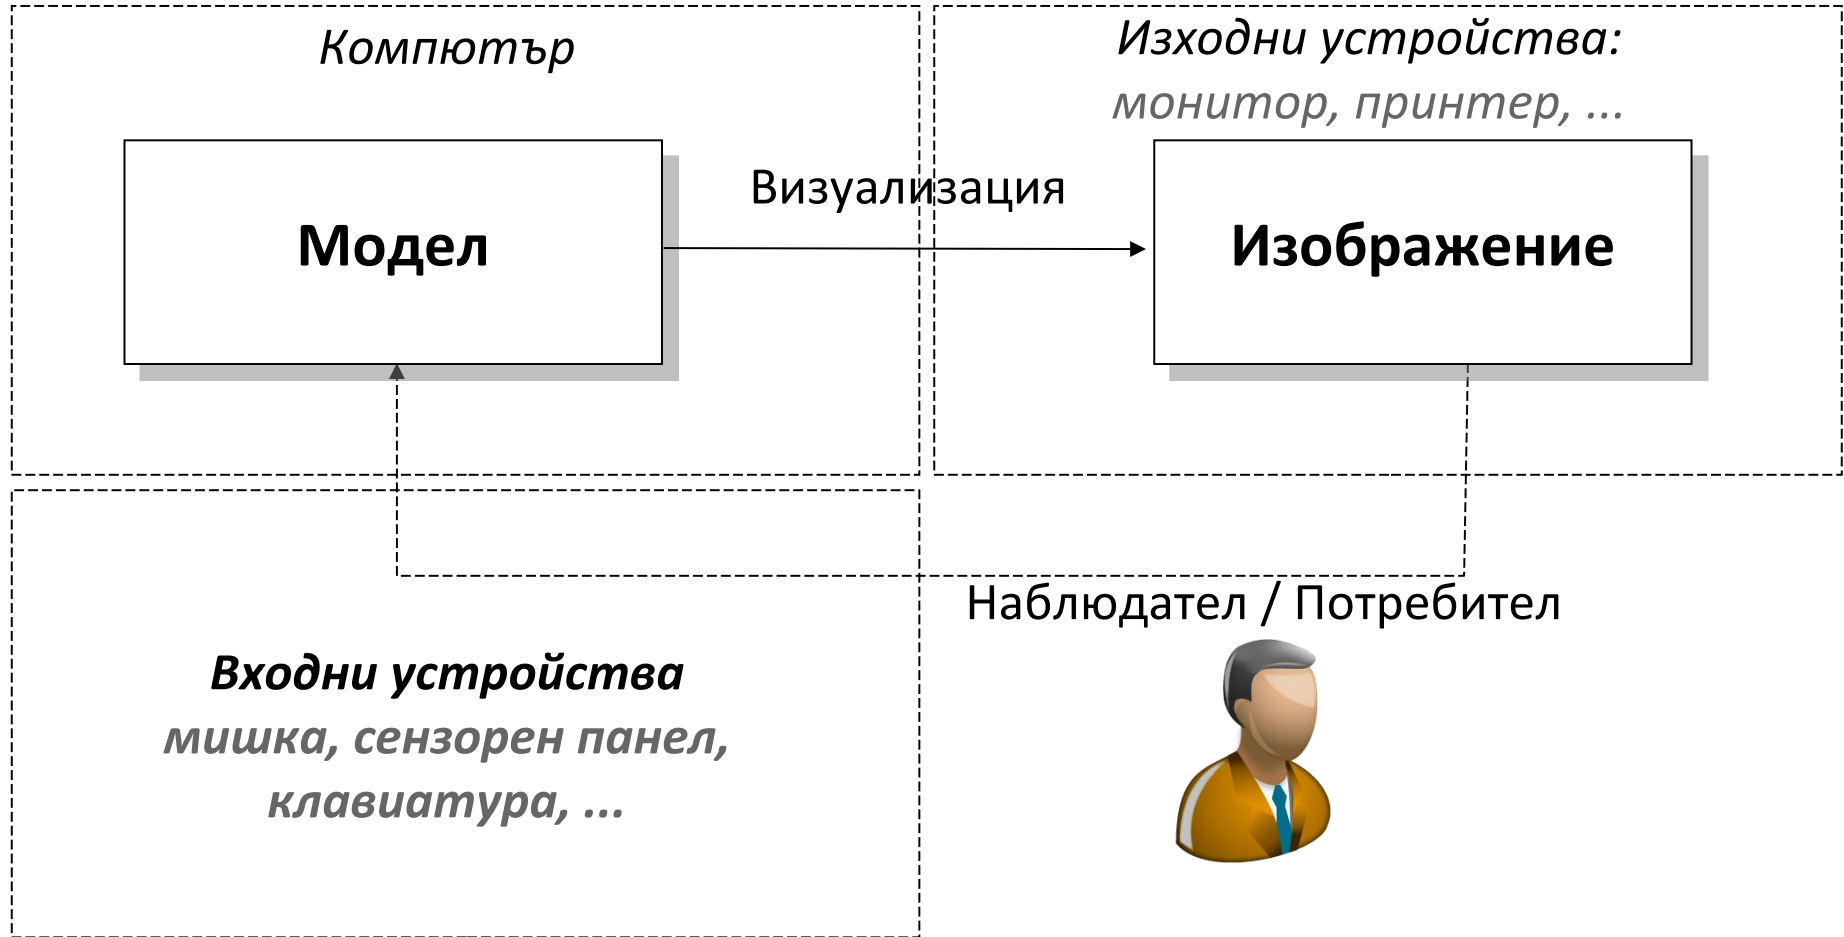 Компютър
Изходни устройства:
монитор, принтер, ...
Визуализация
Модел
Изображение
Наблюдател / Потребител
Входни устройства
мишка, сензорен панел,
клавиатура, ...